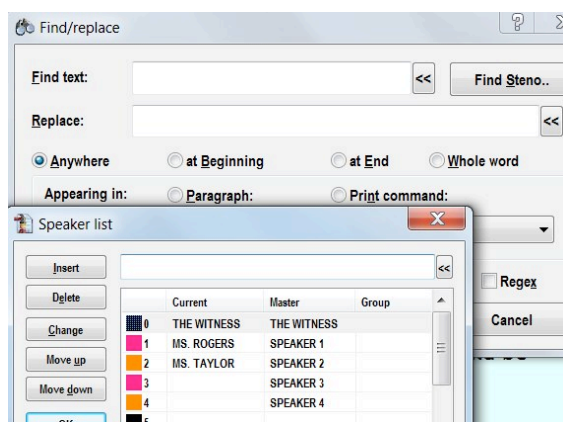 Find/replace
Find text:
<<
Find Steno..
Replace:
<<
Anywhere
at Beginning
at End
Whole word
Appearing in:
Paragraph:
Print command:
Speaker list
Insert
<<
Regex
Delete
Current Master Group
Cancel
0 THE WITNESS THE WITNESS
Change
1 MS. ROGERS SPEAKER 1
Move up
2 MS. TAYLOR SPEAKER 2
Move down
3 SPEAKER 3
4 SPEAKER 4